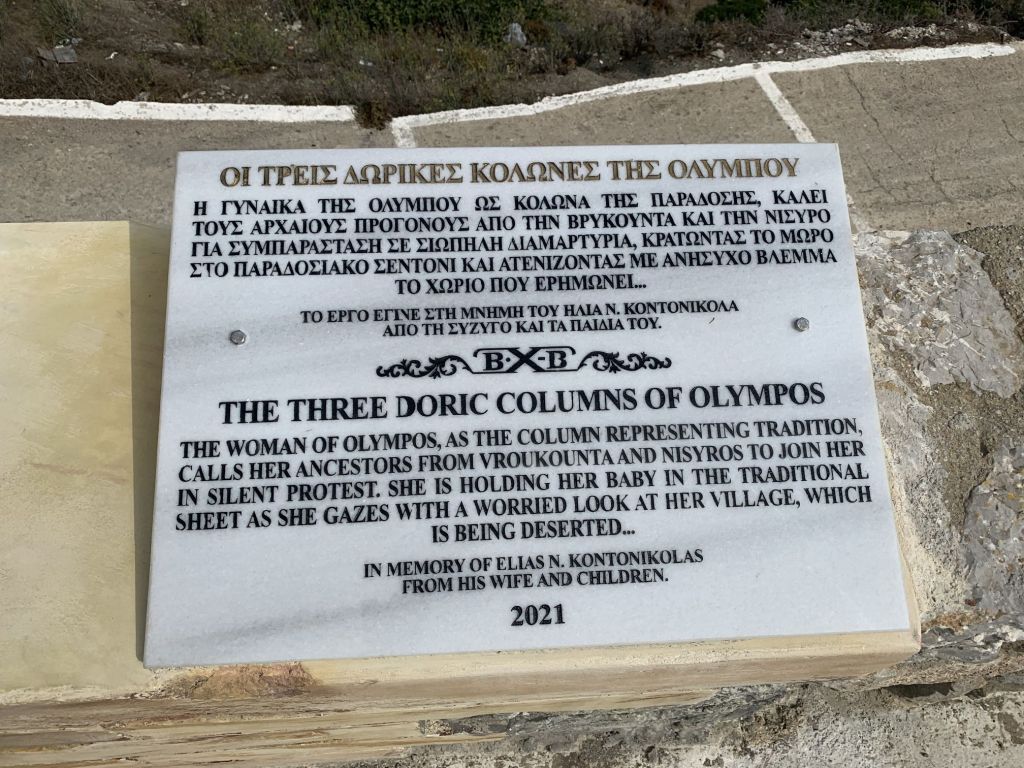 ΟΙ ΤΡΕΙΣ ΔΩΡΙΚΕΣ ΚΟΛΩΝΕΣ ΤΗΣ ΟΛΥΜΠΟΥ
Η ΓΥΝΑΙΚΑ ΤΗΣ ΟΛΥΜΠΟΥ ΩΣ ΚΟΛΩΝΑ ΤΗΣ ΠΑΡΑΔΟΣΗΣ, ΚΑΛΕΙ
ΤΟΥΣ ΑΡΧΑΙΟΥΣ ΠΡΟΓΟΝΟΥΣ ΑΠΟ ΤΗΝ ΒΡΥΚΟΥΝΤΑ ΚΑΙ ΤΗΝ ΝΙΣΥΡΟ
ΓΙΑ ΣΥΜΠΑΡΑΣΤΑΣΗ ΣΕ ΣΙΩΠΗΛΗ ΔΙΑΜΑΡΤΥΡΙΑ, ΚΡΑΤΩΝΤΑΣ ΤΟ ΜΩΡΟ
ΣΤΟ ΠΑΡΑΔΟΣΙΑΚΟ ΣΕΝΤΟΝΙ ΚΑΙ ΑΤΕΝΙΖΟΝΤΑΣ ΜΕ ΑΝΗΣΥΧΟ ΒΛΕΜΜΑ
ΤΟ ΧΩΡΙΟ ΠΟΥ ΕΡΗΜΩΝΕΙ...
ΤΟ ΕΡΓΟ ΕΓΙΝΕ ΣΤΗ ΜΝΗΜΗ ΤΟΥ ΗΛΙΑ Ν. ΚΟΝΤΟΝΙΚΟΛΑ
ΑΠΟ ΤΗ ΣΥΖΥΓΟ ΚΑΙ ΤΑ ΠΑΙΔΙΑ ΤΟΥ.
B·X-B
THE THREE DORIC COLUMNS OF OLYMPOS
THE WOMAN OF OLYMPOS, AS THE COLUMN REPRESENTING TRADITION,
CALLS HER ANCESTORS FROM VROUKOUNTA AND NISYROS TO JOIN HER
IN SILENT PROTEST. SHE IS HOLDING HER BABY IN THE TRADITIONAL
SHEET AS SHE GAZES WITH A WORRIED LOOK AT HER VILLAGE, WHICH
IS BEING DESERTED...
IN MEMORY OF ELIAS N. KONTONIKOLAS
FROM HIS WIFE AND CHILDREN.
2021